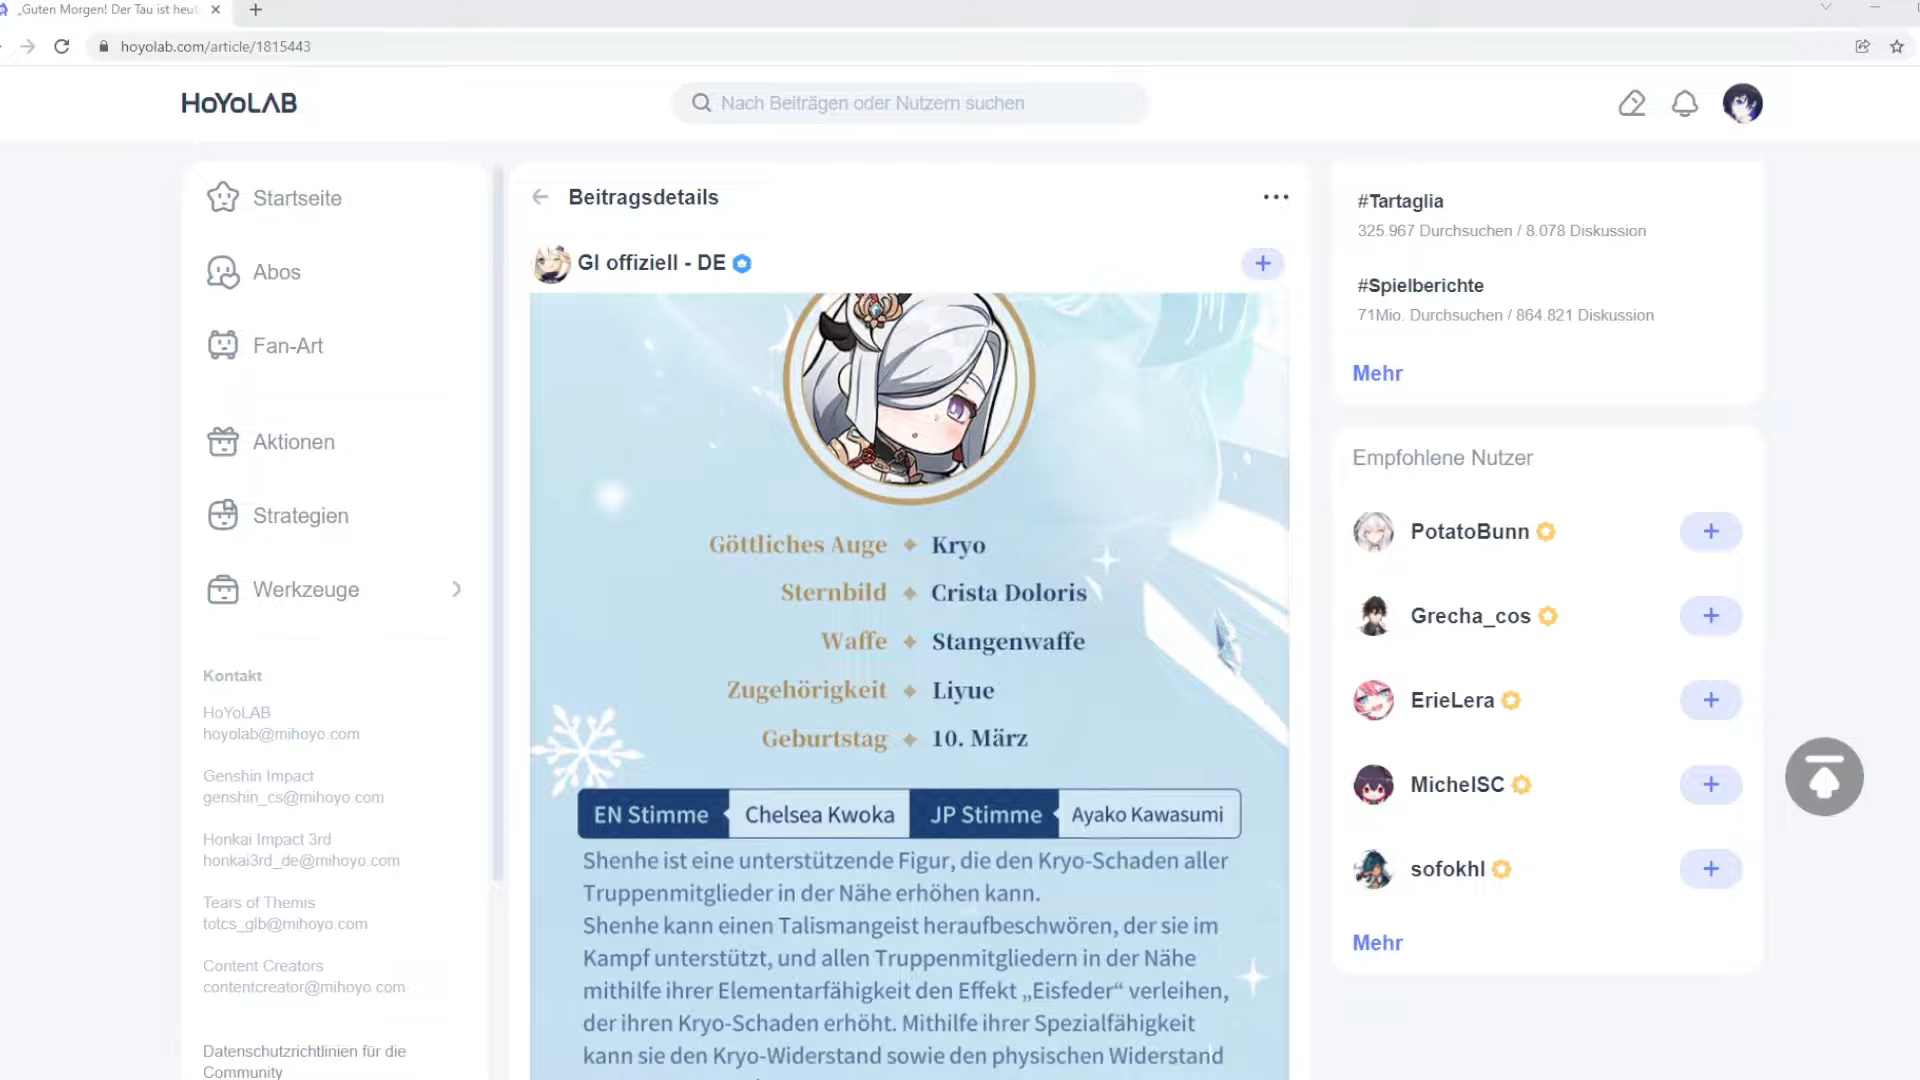 „Guten Morgen! Der Tau ist heut
hoyolab.com/article/1815443
HoYoLAB
Nach Beiträgen oder Nutzern suchen
Startseite
Abos
Fan-Art
Aktionen
Strategien
Werkzeuge
Kontakt
HoYoLAB
hoyolab@mihoyo.com
Genshin Impact
genshin_cs@mihoyo.com
Honkai Impact 3rd
honkai3rd_de@mihoyo.com
Tears of Themis
totcs_glb@mihoyo.com
Content Creators
contentcreator@mihoyo.com
Datenschutzrichtlinien für die
Community
Beitragsdetails
GI offiziell - DE
Göttliches Auge Kryo
Sternbild Crista Doloris
Waffe Stangenwaffe
Zugehörigkeit Liyue
Geburtstag 10. März
EN Stimme Chelsea Kwoka JP Stimme Ayako Kawasumi
Shenhe ist eine unterstützende Figur, die den Kryo-Schaden aller
Truppenmitglieder in der Nähe erhöhen kann.
Shenhe kann einen Talismangeist heraufbeschwören, der sie im
Kampf unterstützt, und allen Truppenmitgliedern in der Nähe
mithilfe ihrer Elementarfähigkeit den Effekt „Eisfeder“ verleihen,
der ihren Kryo-Schaden erhöht. Mithilfe ihrer Spezialfähigkeit
kann sie den Kryo-Widerstand sowie den physischen Widerstand
#Tartaglia
325.967 Durchsuchen / 8.078 Diskussion
#Spielberichte
71Mio. Durchsuchen / 864.821 Diskussion
Mehr
Empfohlene Nutzer
PotatoBunn
Grecha_cos
ErieLera
MichelSC
sofokhl
Mehr